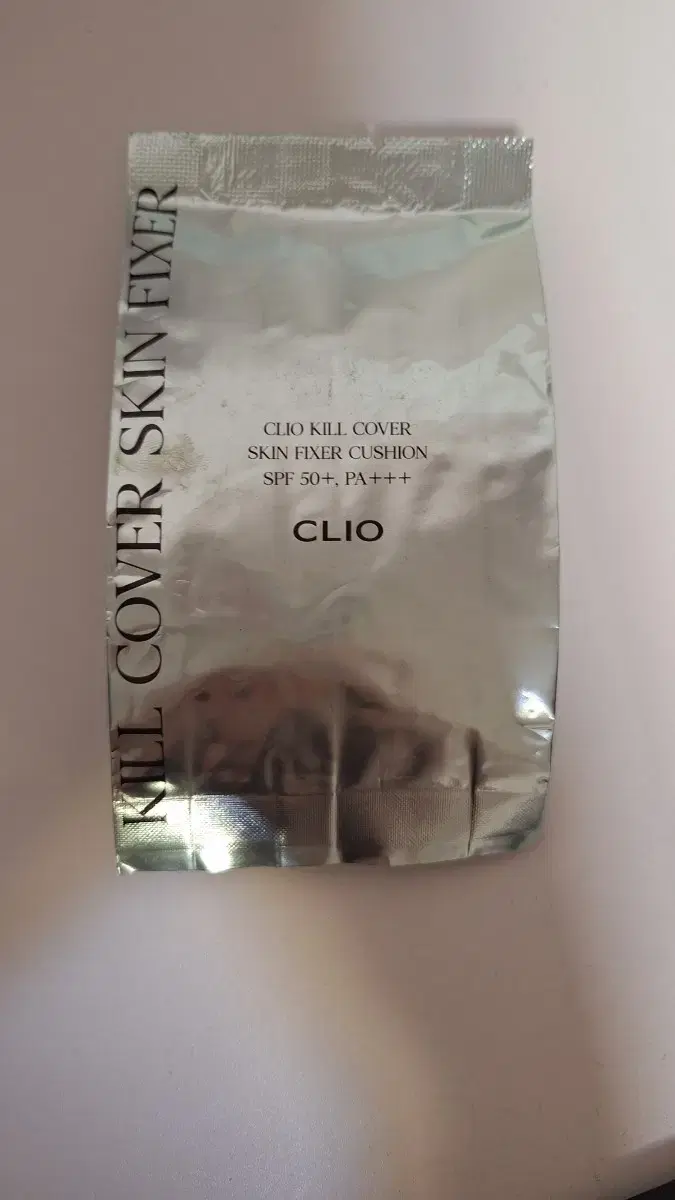 KILL COVER SKIN FIXER
CLIO KILL COVER
SKIN FIXER CUSHION
SPF 50+, PA+++
CLIO